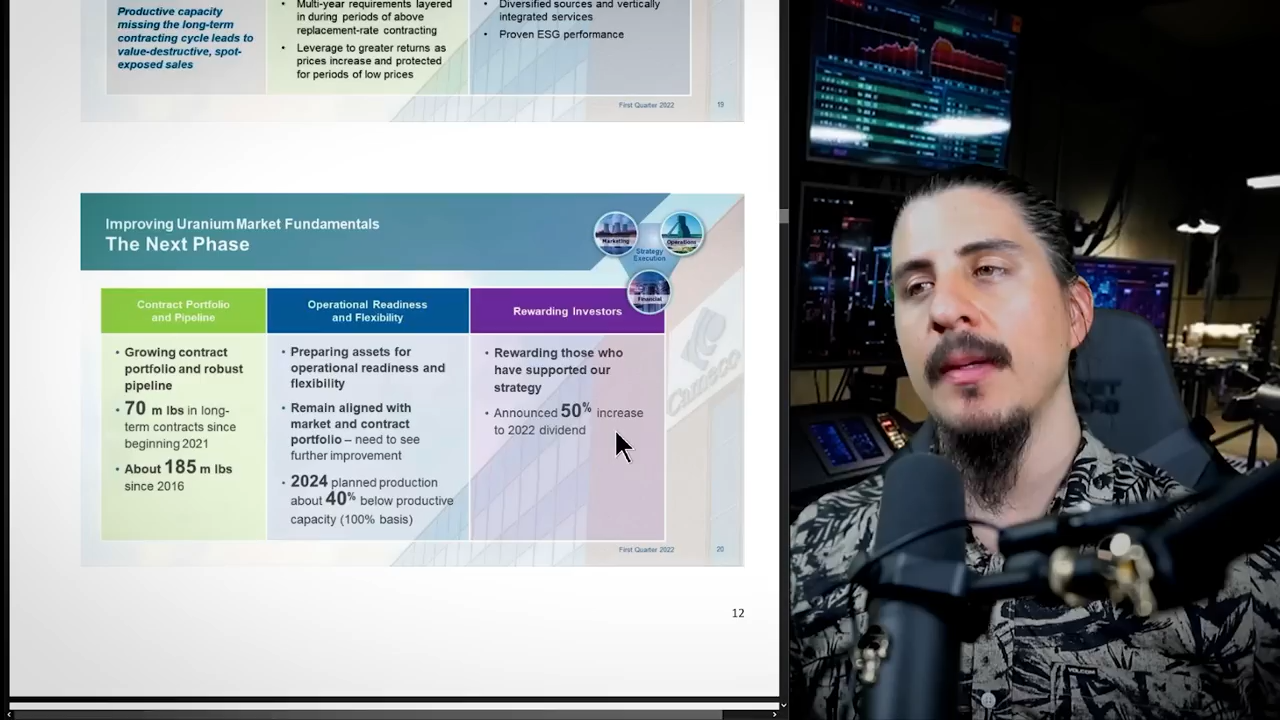 Productive capacity
missing the long-term
contracting cycle leads to
value-destructive, spot-
exposed sales
• Multi-year requirements layered
in during periods of above
replacement-rate contracting
• Leverage to greater returns as
prices increase and protected
for periods of low prices
• Diversified sources and vertically
integrated services
• Proven ESG performance
First Quarter 2022
19
Improving Uranium Market Fundamentals
The Next Phase
Marketing
Operations
Strategy
Execution
Financial
Contract Portfolio
and Pipeline
Operational Readiness
and Flexibility
Rewarding Investors
• Growing contract
portfolio and robust
pipeline
• 70 m lbs in long-
term contracts since
beginning 2021
• About 185 m lbs
since 2016
• Preparing assets for
operational readiness and
flexibility
• Remain aligned with
market and contract
portfolio – need to see
further improvement
• 2024 planned production
about 40% below productive
capacity (100% basis)
• Rewarding those who
have supported our
strategy
• Announced 50% increase
to 2022 dividend
Cameco
First Quarter 2022
20
12
VOLCOM